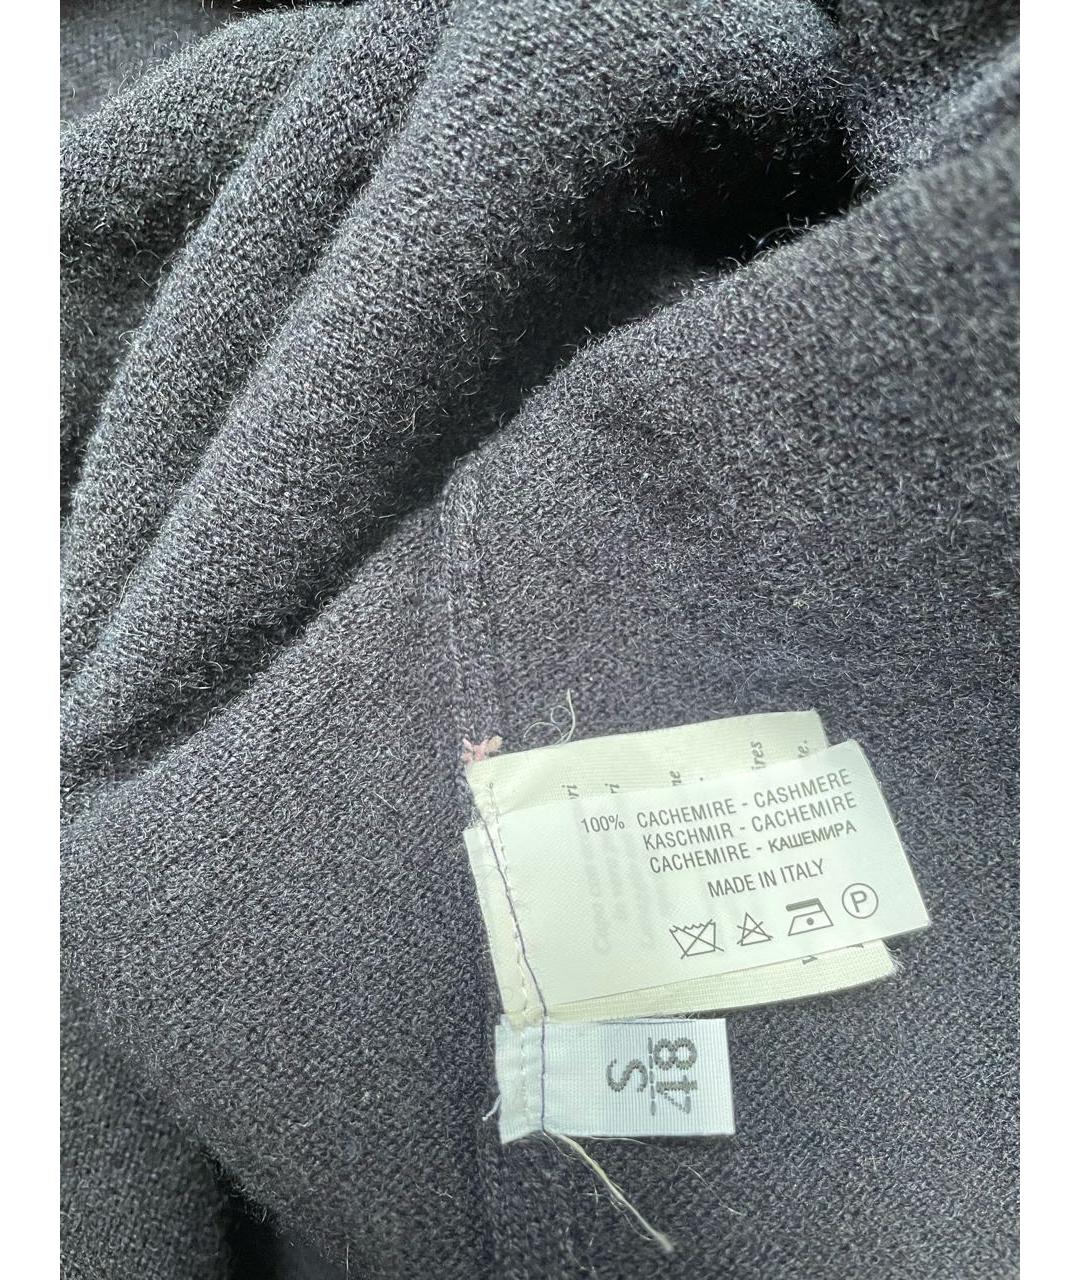 100% CACHEMIRE - CASHMERE
KASCHMIR - CACHEMIRE
CACHEMIRE - КАШЕМИРА
MADE IN ITALY
P
S
48